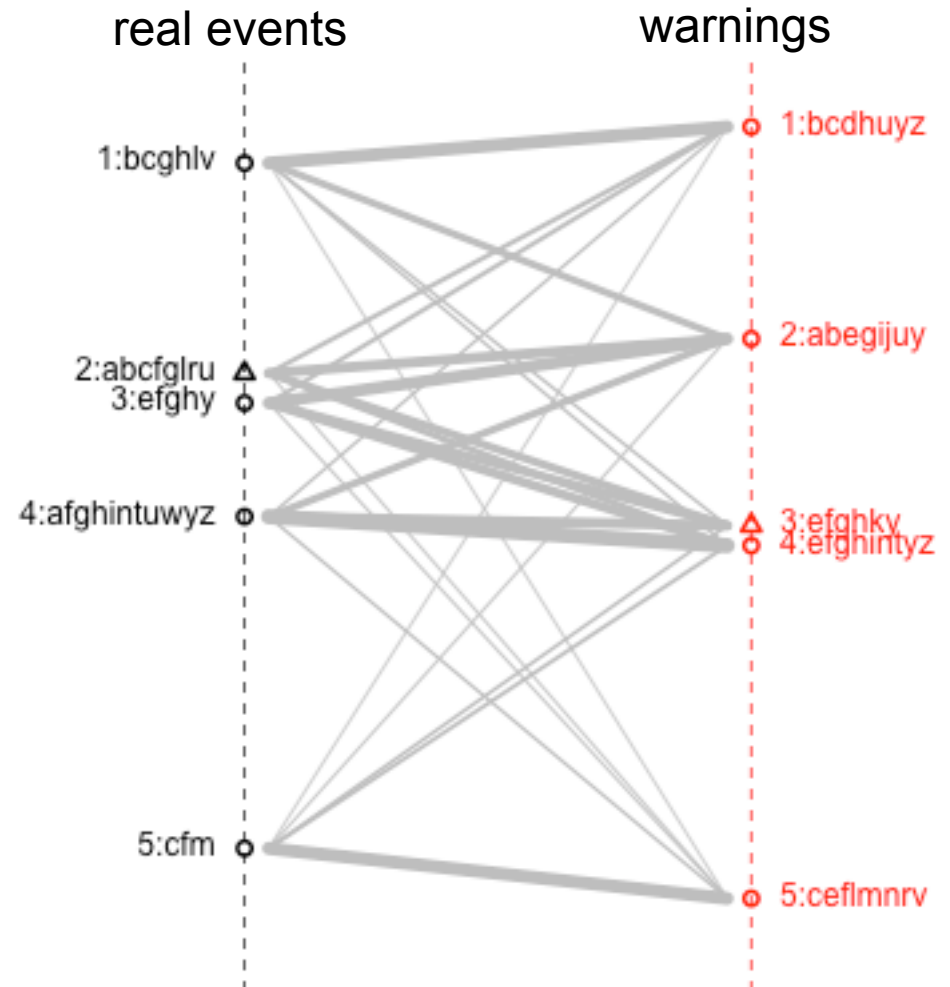 real events
warnings
1:bcghlv
2:abcfglru
3:efghy
4:afghintuwyz
5:cfm
1:bcdhuyz
2:abegijuy
3:efghky
4:efghintyz
5:ceflmnrv